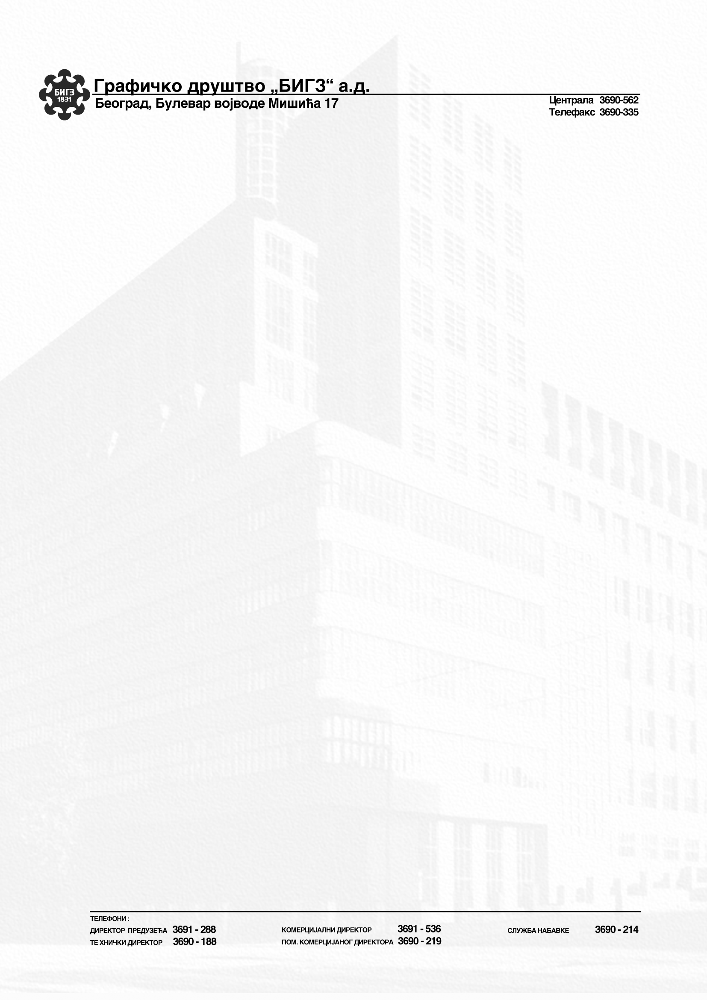 БИГЗ
1831
Графичко друштво „БИГЗ“ а.д.
Београд, Булевар војводе Мишића 17
Централа 3690-562
Телефакс 3690-335
ТЕЛЕФОНИ :
ДИРЕКТОР ПРЕДУЗЕЋА 3691 - 288
ТЕ ХНИЧКИ ДИРЕКТОР 3690 - 188
КОМЕРЦИЈАЛНИ ДИРЕКТОР 3691 - 536
ПОМ. КОМЕРЦИЈАНОГ ДИРЕКТОРА 3690 - 219
СЛУЖБА НАБАВКЕ 3690 - 214